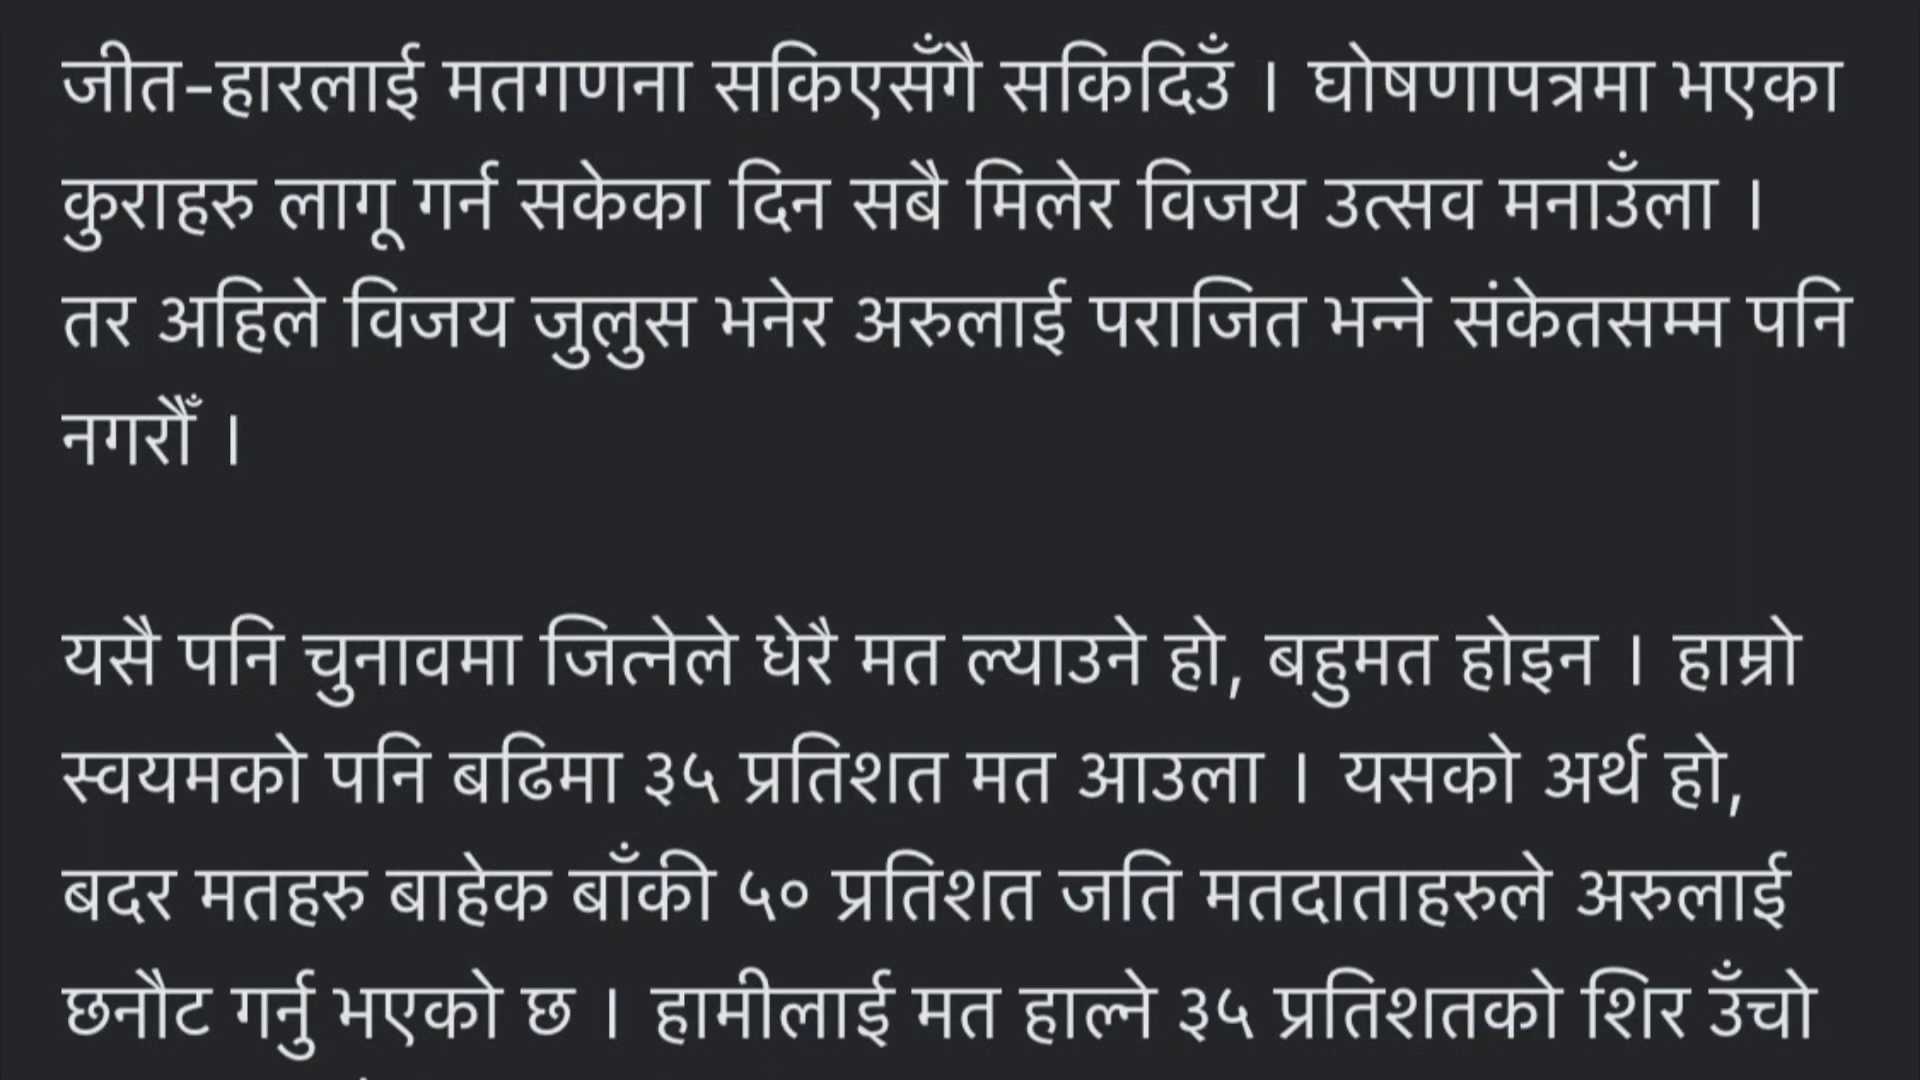 जीत-हारलाई मतगणना सकिएसँगै सकिदिउँ । घोषणापत्रमा भएका
कुराहरु लागू गर्न सकेका दिन सबै मिलेर विजय उत्सव मनाउँला ।
तर अहिले विजय जुलुस भनेर अरुलाई पराजित भन्ने संकेतसम्म पनि
नगरौँ ।
यसै पनि चुनावमा जित्नेले धेरै मत ल्याउने हो, बहुमत होइन । हाम्रो
स्वयमको पनि बढिमा ३५ प्रतिशत मत आउला । यसको अर्थ हो,
बदर मतहरु बाहेक बाँकी ५० प्रतिशत जति मतदाताहरुले अरुलाई
छनौट गर्नु भएको छ । हामीलाई मत हाल्ने ३५ प्रतिशतको शिर उँचो